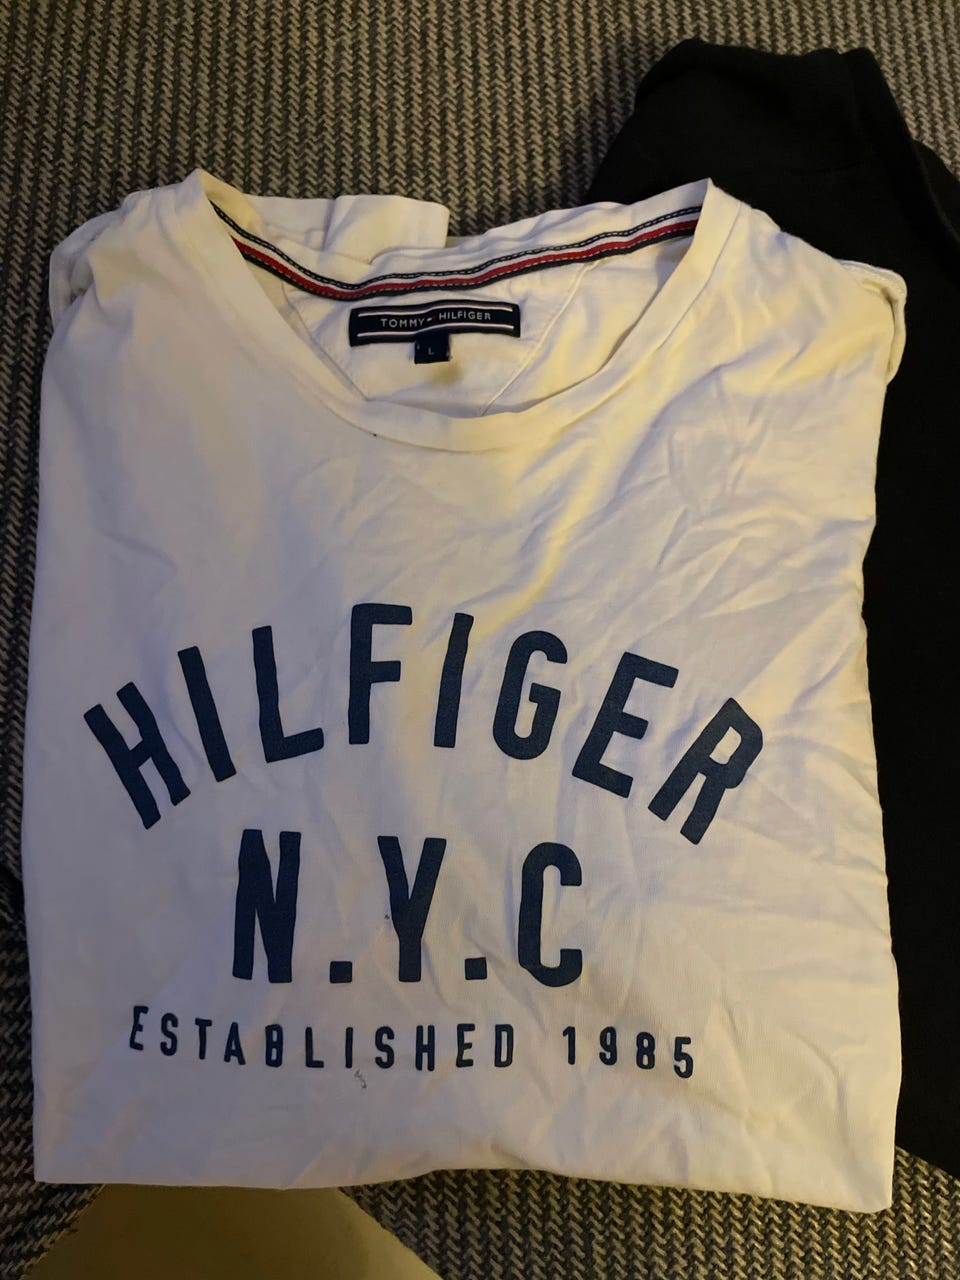 TOMMY HILFIGER
L
HILFIGER
N.Y.C
ESTABLISHED 1985